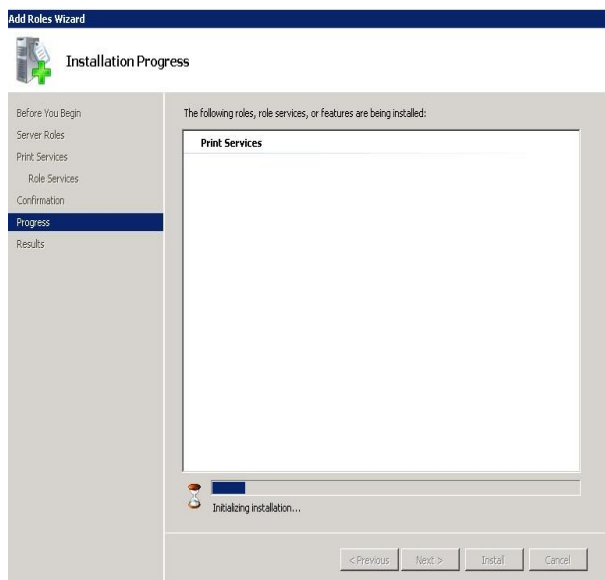 Add Roles Wizard
Installation Progress
Before You Begin
Server Roles
Print Services
Role Services
Confirmation
Progress
Results
The following roles, role services, or features are being installed:
Print Services
Initializing installation...
< Previous
Next >
Install
Cancel